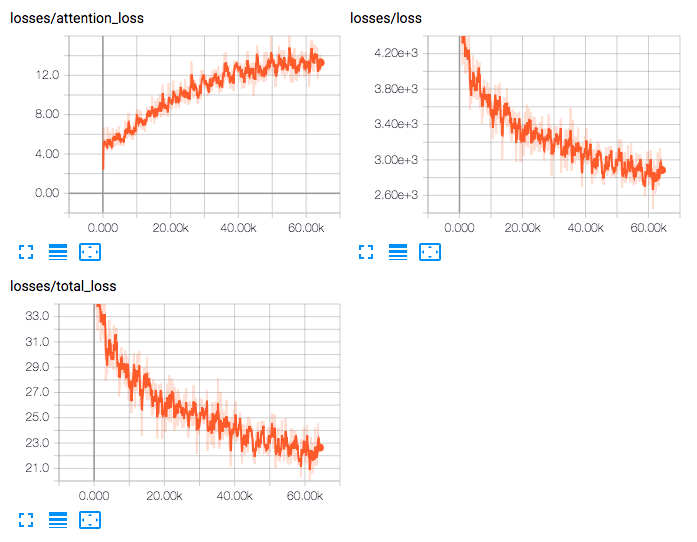 losses/attention_loss
12.0
8.00
4.00
0.00
0.000 20.00k 40.00k 60.00k
losses/loss
4.20e+3
3.80e+3
3.40e+3
3.00e+3
2.60e+3
0.000 20.00k 40.00k 60.00k
losses/total_loss
33.0
31.0
29.0
27.0
25.0
23.0
21.0
0.000 20.00k 40.00k 60.00k